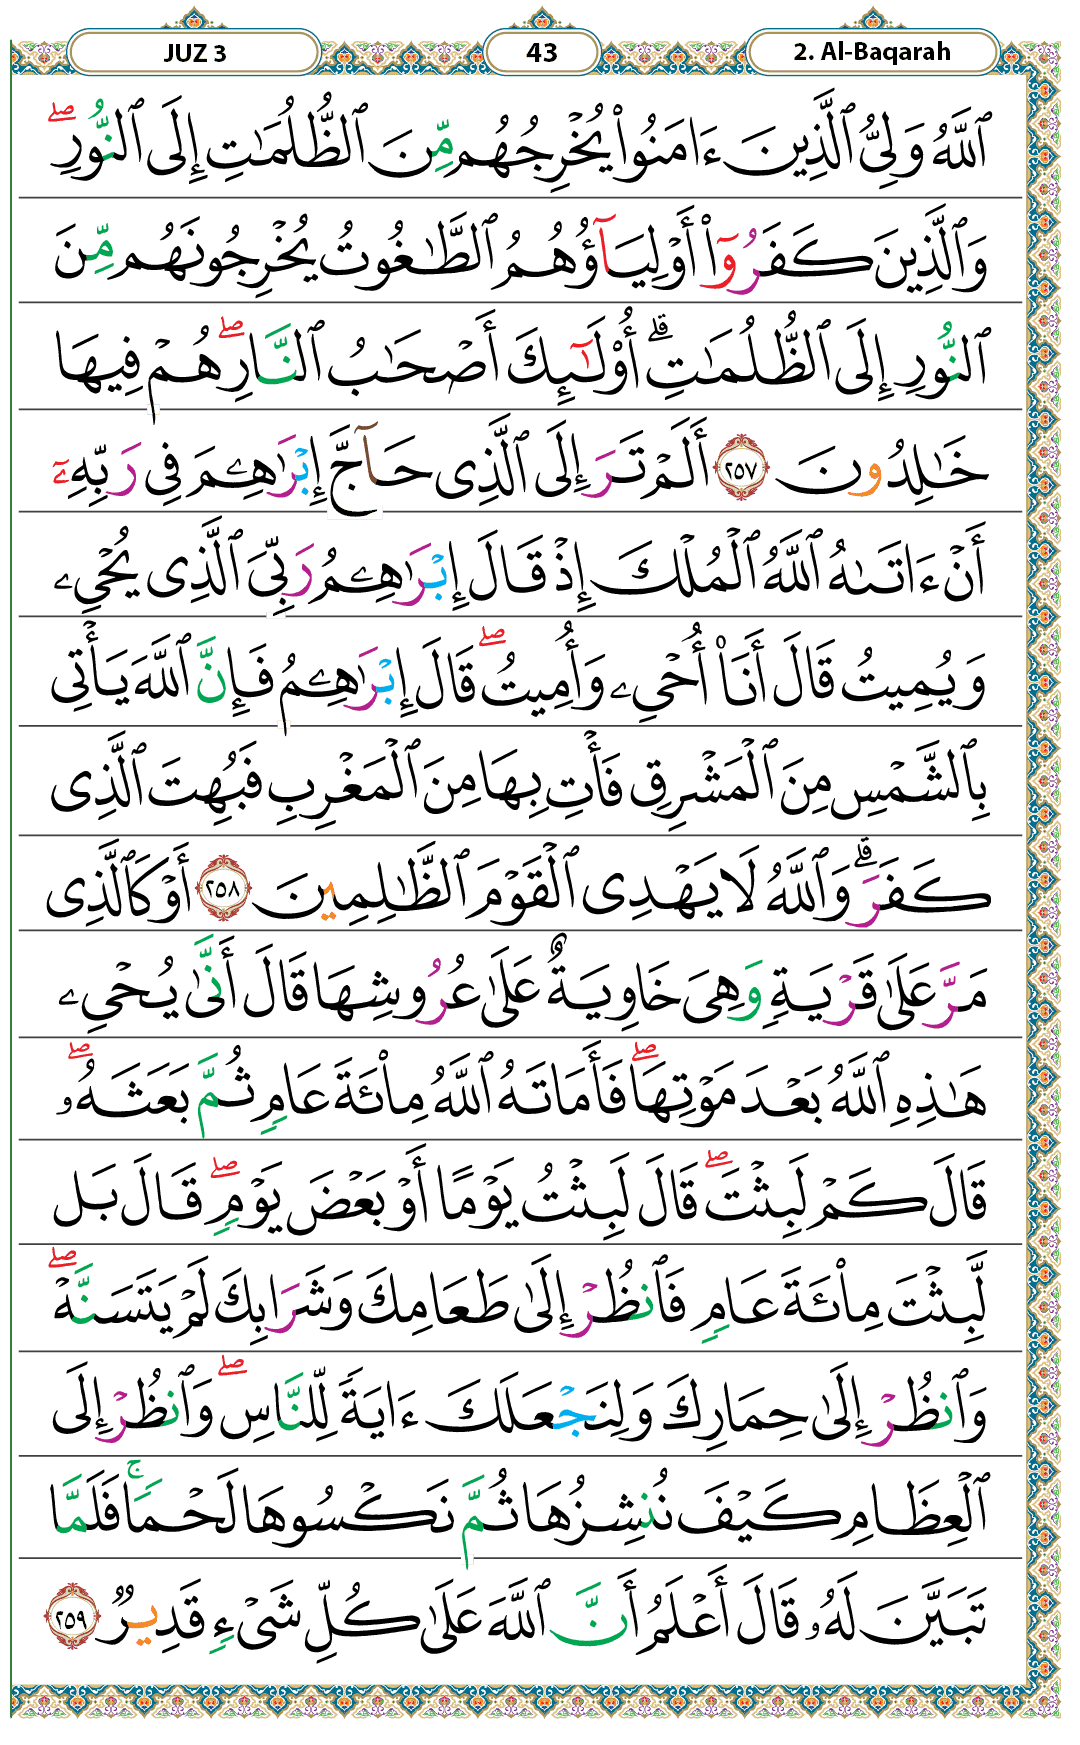 JUZ 3
43
2. Al-Baqarah
ٱللَّهُ وَلِىُّ ٱلَّذِينَ ءَامَنُوا۟ يُخْرِجُهُم مِّنَ ٱلظُّلُمَـٰتِ إِلَى ٱلنُّورِ ۖ
وَٱلَّذِينَ كَفَرُوٓا۟ أَوْلِيَآؤُهُمُ ٱلطَّـٰغُوتُ يُخْرِجُونَهُم مِّنَ
ٱلنُّورِ إِلَى ٱلظُّلُمَـٰتِ ۗ أُو۟لَـٰٓئِكَ أَصْحَـٰبُ ٱلنَّارِ ۖ هُمْ فِيهَا
خَـٰلِدُونَ ٢٥٧ أَلَمْ تَرَ إِلَى ٱلَّذِى حَآجَّ إِبْرَٰهِـۧمَ فِى رَبِّهِۦٓ
أَنْ ءَاتَىٰهُ ٱللَّهُ ٱلْمُلْكَ إِذْ قَالَ إِبْرَٰهِـۧمُ رَبِّىَ ٱلَّذِى يُحْىِۦ
وَيُمِيتُ قَالَ أَنَا۠ أُحْىِۦ وَأُمِيتُ ۖ قَالَ إِبْرَٰهِـۧمُ فَإِنَّ ٱللَّهَ يَأْتِى
بِٱلشَّمْسِ مِنَ ٱلْمَشْرِقِ فَأْتِ بِهَا مِنَ ٱلْمَغْرِبِ فَبُهِتَ ٱلَّذِى
كَفَرَ ۗ وَٱللَّهُ لَا يَهْدِى ٱلْقَوْمَ ٱلظَّـٰلِمِينَ ٢٥٨ أَوْ كَٱلَّذِى
مَرَّ عَلَىٰ قَرْيَةٍ وَهِىَ خَاوِيَةٌ عَلَىٰ عُرُوشِهَا قَالَ أَنَّىٰ يُحْىِۦ
هَـٰذِهِ ٱللَّهُ بَعْدَ مَوْتِهَا ۖ فَأَمَاتَهُ ٱللَّهُ مِا۟ئَةَ عَامٍ ثُمَّ بَعَثَهُۥ ۖ
قَالَ كَمْ لَبِثْتَ ۖ قَالَ لَبِثْتُ يَوْمًا أَوْ بَعْضَ يَوْمٍ ۖ قَالَ بَل
لَّبِثْتَ مِا۟ئَةَ عَامٍ فَٱنظُرْ إِلَىٰ طَعَامِكَ وَشَرَابِكَ لَمْ يَتَسَنَّهْ ۖ
وَٱنظُرْ إِلَىٰ حِمَارِكَ وَلِنَجْعَلَكَ ءَايَةً لِّلنَّاسِ ۖ وَٱنظُرْ إِلَى
ٱلْعِظَامِ كَيْفَ نُنشِزُهَا ثُمَّ نَكْسُوهَا لَحْمًا ۚ فَلَمَّا
تَبَيَّنَ لَهُۥ قَالَ أَعْلَمُ أَنَّ ٱللَّهَ عَلَىٰ كُلِّ شَىْءٍ قَدِيرٌ ٢٥٩